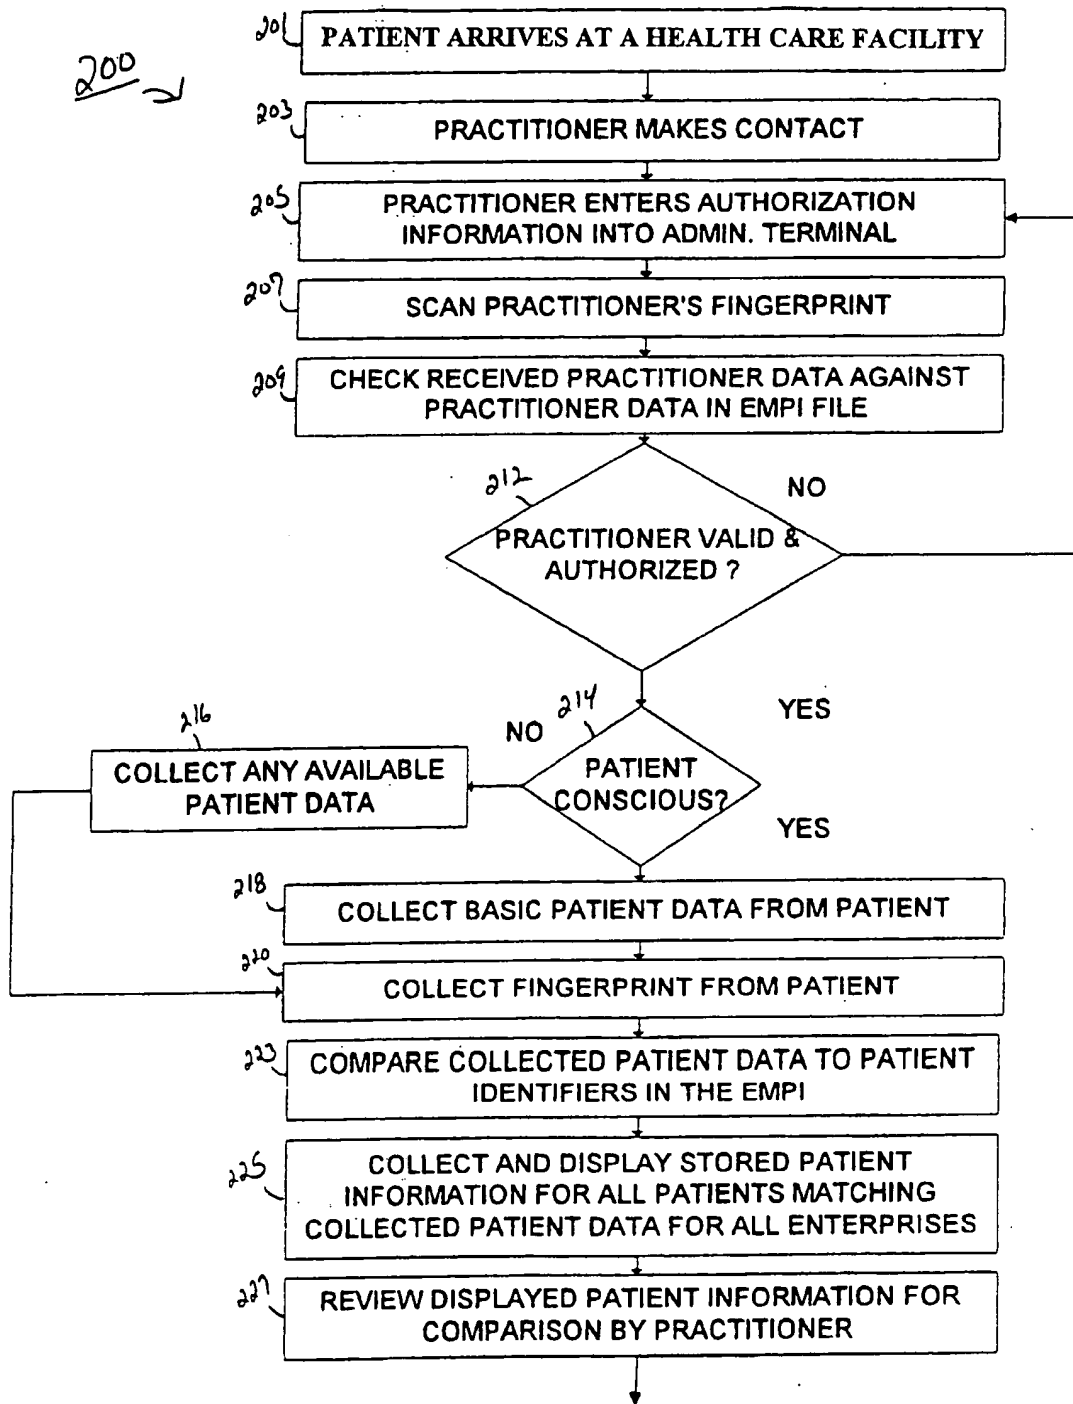 200
201
PATIENT ARRIVES AT A HEALTH CARE FACILITY
203
PRACTITIONER MAKES CONTACT
205
PRACTITIONER ENTERS AUTHORIZATION
INFORMATION INTO ADMIN. TERMINAL
207
SCAN PRACTITIONER'S FINGERPRINT
209
CHECK RECEIVED PRACTITIONER DATA AGAINST
PRACTITIONER DATA IN EMPI FILE
212
NO
PRACTITIONER VALID &
AUTHORIZED ?
YES
214
NO
PATIENT
CONSCIOUS?
YES
216
COLLECT ANY AVAILABLE
PATIENT DATA
218
COLLECT BASIC PATIENT DATA FROM PATIENT
220
COLLECT FINGERPRINT FROM PATIENT
223
COMPARE COLLECTED PATIENT DATA TO PATIENT
IDENTIFIERS IN THE EMPI
225
COLLECT AND DISPLAY STORED PATIENT
INFORMATION FOR ALL PATIENTS MATCHING
COLLECTED PATIENT DATA FOR ALL ENTERPRISES
227
REVIEW DISPLAYED PATIENT INFORMATION FOR
COMPARISON BY PRACTITIONER